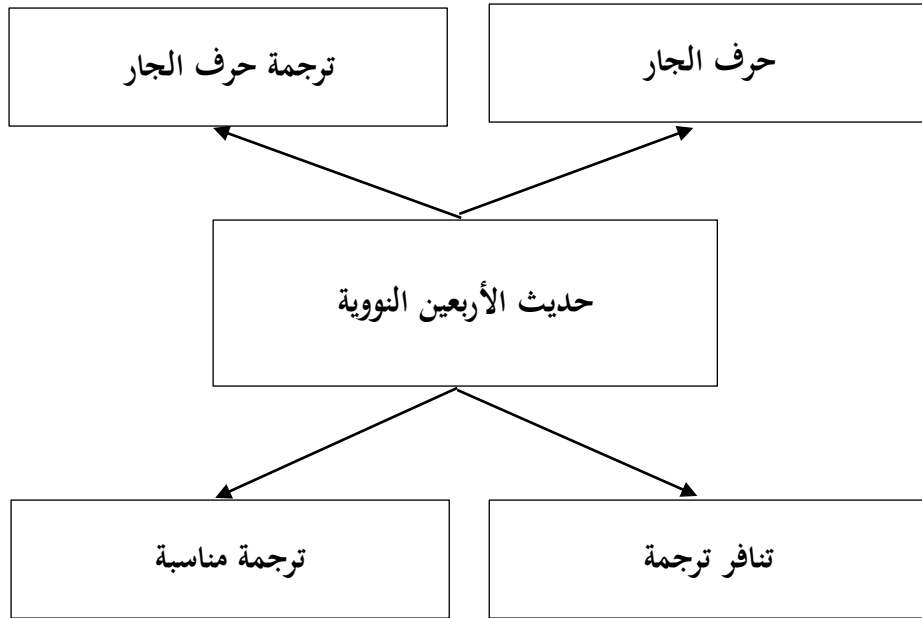 حرف الجار
ترجمة حرف الجار
حديث الأربعين النووية
تنافر ترجمة
ترجمة مناسبة